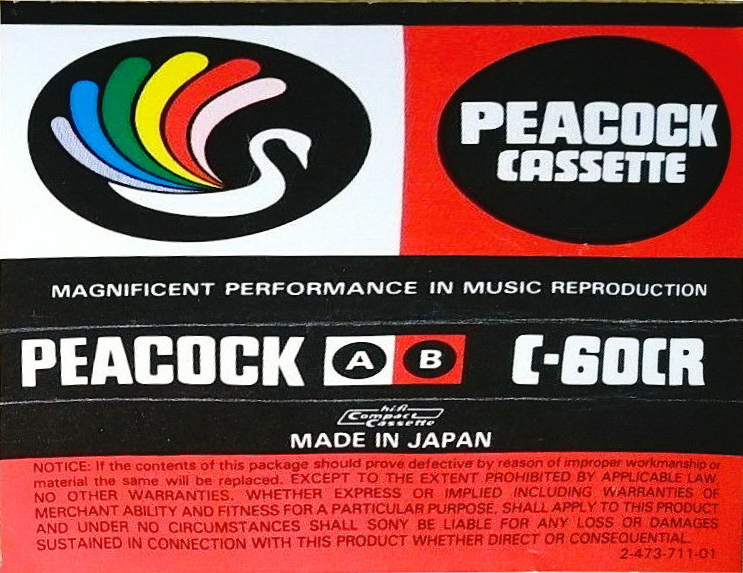 PEACOCK
CASSETTE
MAGNIFICENT PERFORMANCE IN MUSIC REPRODUCTION
PEACOCK A B C-60CR
hi-fi
Compact
Cassette
MADE IN JAPAN
NOTICE: If the contents of this package should prove defective by reason of improper workmanship or
material the same will be replaced. EXCEPT TO THE EXTENT PROHIBITED BY APPLICABLE LAW,
NO OTHER WARRANTIES. WHETHER EXPRESS OR IMPLIED INCLUDING WARRANTIES OF
MERCHANT ABILITY AND FITNESS FOR A PARTICULAR PURPOSE, SHALL APPLY TO THIS PRODUCT
AND UNDER NO CIRCUMSTANCES SHALL SONY BE LIABLE FOR ANY LOSS OR DAMAGES
SUSTAINED IN CONNECTION WITH THIS PRODUCT WHETHER DIRECT OR CONSEQUENTIAL.
2-473-711-01